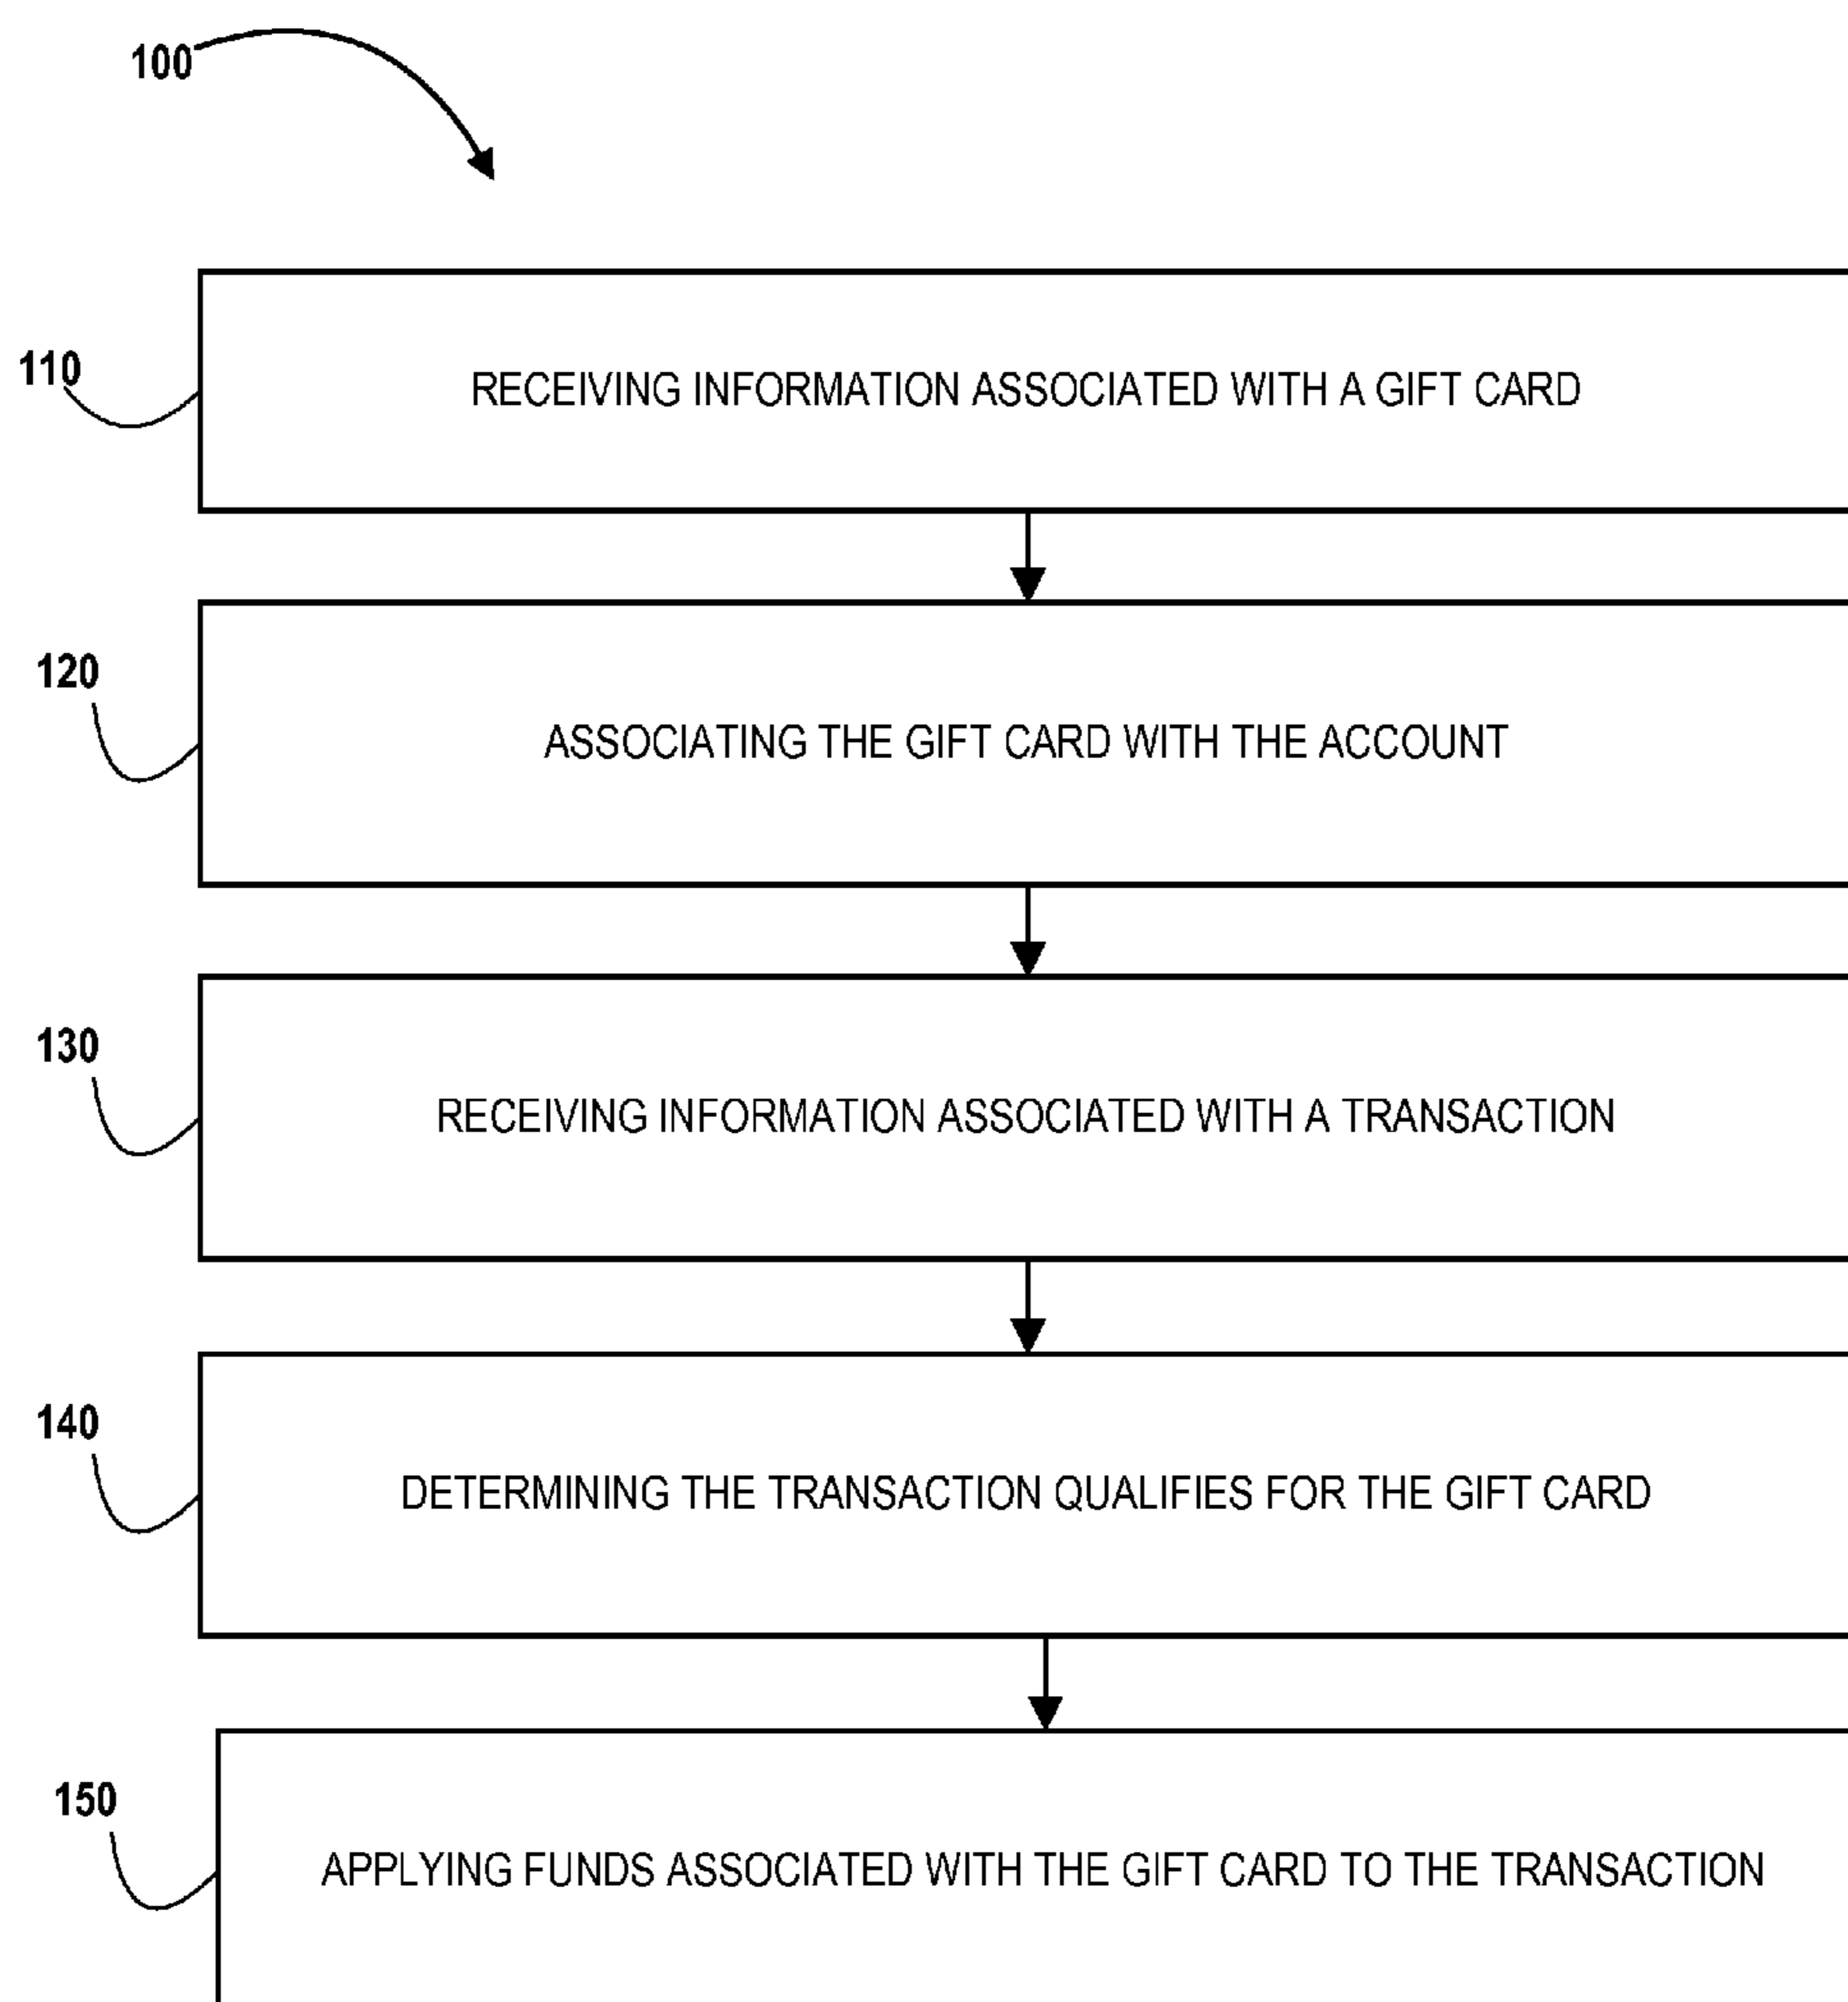 100
110
RECEIVING INFORMATION ASSOCIATED WITH A GIFT CARD
120
ASSOCIATING THE GIFT CARD WITH THE ACCOUNT
130
RECEIVING INFORMATION ASSOCIATED WITH A TRANSACTION
140
DETERMINING THE TRANSACTION QUALIFIES FOR THE GIFT CARD
150
APPLYING FUNDS ASSOCIATED WITH THE GIFT CARD TO THE TRANSACTION